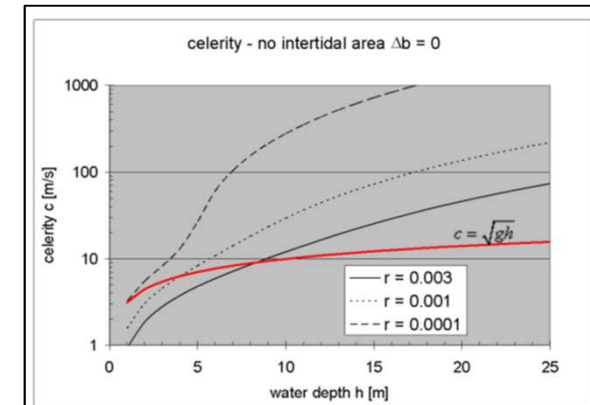 celerity - no intertidal area Δb = 0
1000
100
10
1
celerity c [m/s]
c = √gh
r = 0.003
r = 0.001
r = 0.0001
0 5 10 15 20 25
water depth h [m]